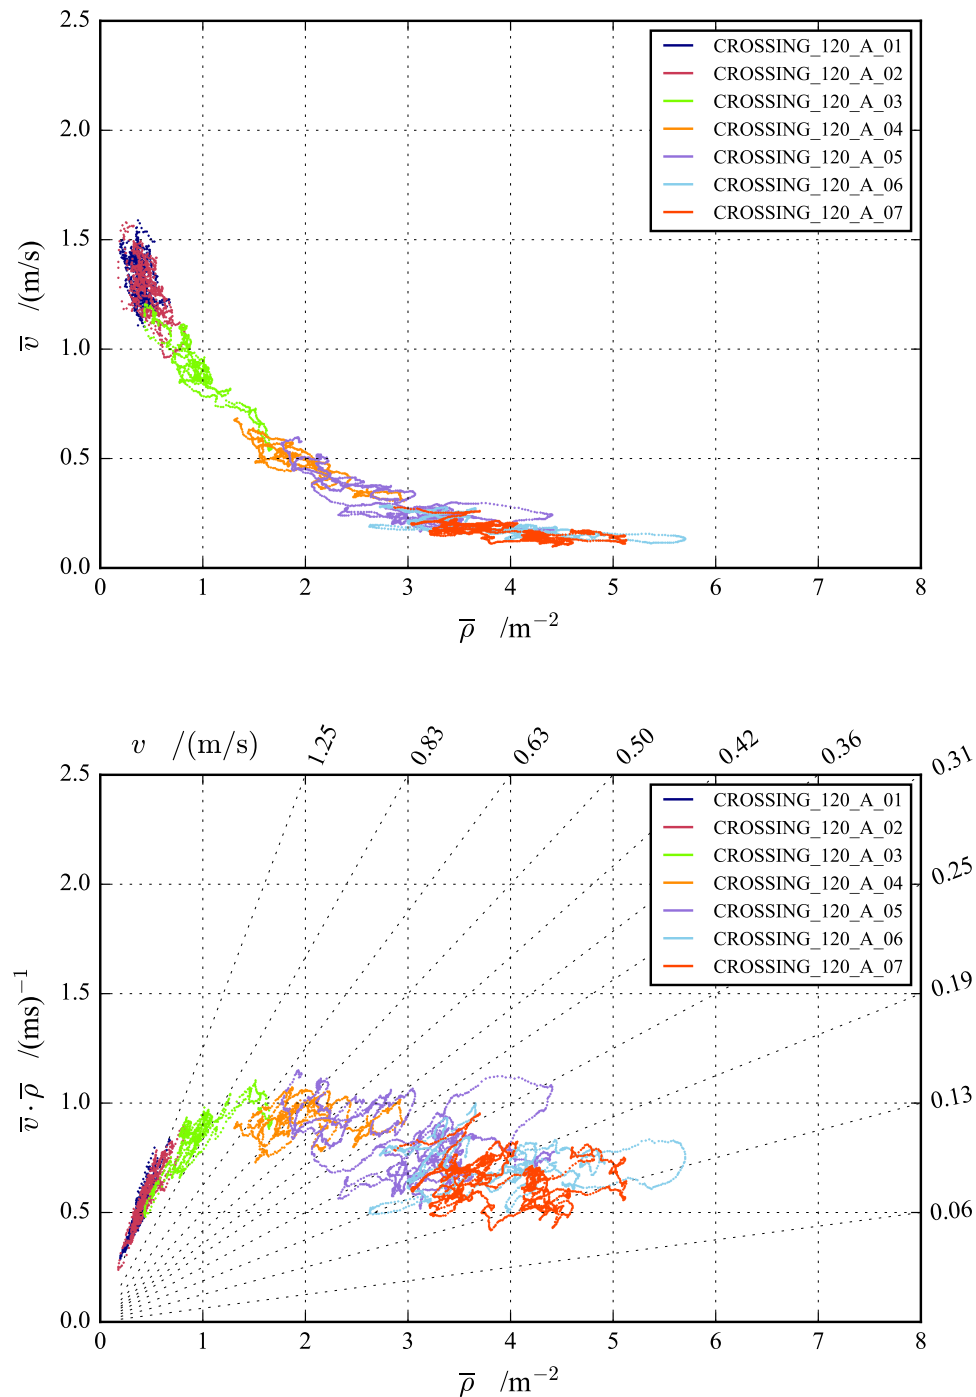 2.5
2.0
1.5
1.0
0.5
0.0
v̅ /(m/s)
CROSSING_120_A_01
CROSSING_120_A_02
CROSSING_120_A_03
CROSSING_120_A_04
CROSSING_120_A_05
CROSSING_120_A_06
CROSSING_120_A_07
0 1 2 3 4 5 6 7 8
ρ̅ /m⁻²
v /(m/s) 1.25 0.83 0.63 0.50 0.42 0.36 0.31
0.25
0.19
0.13
0.06
2.5
2.0
1.5
1.0
0.5
0.0
v̅ · ρ̅ /(ms)⁻¹
CROSSING_120_A_01
CROSSING_120_A_02
CROSSING_120_A_03
CROSSING_120_A_04
CROSSING_120_A_05
CROSSING_120_A_06
CROSSING_120_A_07
0 1 2 3 4 5 6 7 8
ρ̅ /m⁻²